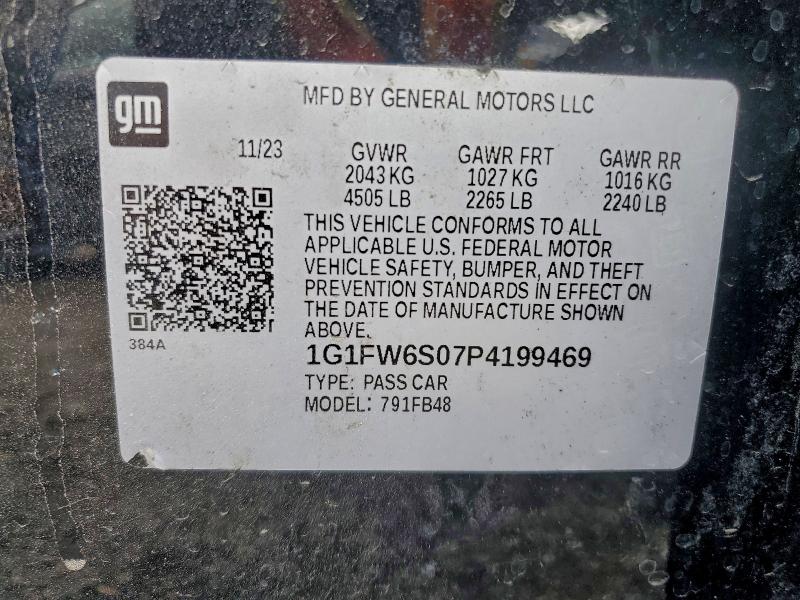 gm
MFD BY GENERAL MOTORS LLC
11/23 GVWR GAWR FRT GAWR RR
2043 KG 1027 KG 1016 KG
4505 LB 2265 LB 2240 LB
THIS VEHICLE CONFORMS TO ALL
APPLICABLE U.S. FEDERAL MOTOR
VEHICLE SAFETY, BUMPER, AND THEFT
PREVENTION STANDARDS IN EFFECT ON
THE DATE OF MANUFACTURE SHOWN
ABOVE.
384A
1G1FW6S07P4199469
TYPE: PASS CAR
MODEL: 791FB48